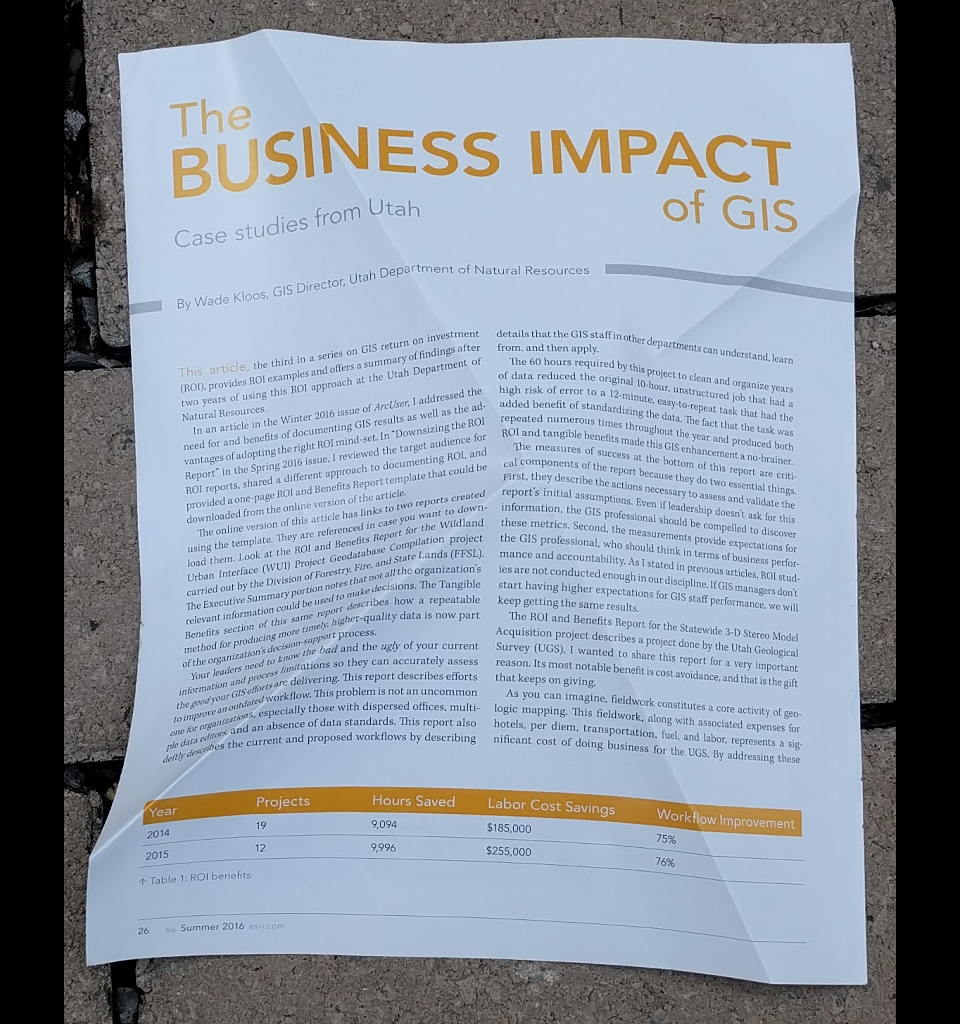 The
BUSINESS IMPACT
of GIS
Case studies from Utah
By Wade Kloos, GIS Director, Utah Department of Natural Resources
This article, the third in a series on GIS return on investment
(ROI), provides ROI examples and offers a summary of findings after
two years of using this ROI approach at the Utah Department of
Natural Resources.
In an article in the Winter 2016 issue of ArcUser, I addressed the
need for and benefits of documenting GIS results as well as the ad-
vantages of adopting the right ROI mind-set. In "Downsizing the ROI
Report" in the Spring 2016 issue, I reviewed the target audience for
ROI reports, shared a different approach to documenting ROI, and
provided a one-page ROI and Benefits Report template that could be
downloaded from the online version of the article.
The online version of this article has links to two reports created
using the template. They are referenced in case you want to down-
load them. Look at the ROI and Benefits Report for the Wildland
Urban Interface (WUI) Project Geodatabase Compilation project
carried out by the Division of Forestry, Fire, and State Lands (FFSL).
The Executive Summary portion notes that not all the organization's
relevant information could be used to make decisions. The Tangible
Benefits section of this same report describes how a repeatable
method for producing more timely, higher-quality data is now part
of the organization's decision-support process.
Your leaders need to know the bad and the ugly of your current
information and process limitations so they can accurately assess
the good your GIS efforts are delivering. This report describes efforts
to improve an outdated workflow. This problem is not an uncommon
one for organizations, especially those with dispersed offices, multi-
ple data editors, and an absence of data standards. This report also
deftly describes the current and proposed workflows by describing
details that the GIS staff in other departments can understand, learn
from, and then apply.
The 60 hours required by this project to clean and organize years
of data reduced the original 10-hour, unstructured job that had a
high risk of error to a 12-minute, easy-to-repeat task that had the
added benefit of standardizing the data. The fact that the task was
repeated numerous times throughout the year and produced both
ROI and tangible benefits made this GIS enhancement a no-brainer.
The measures of success at the bottom of this report are criti-
cal components of the report because they do two essential things.
First, they describe the actions necessary to assess and validate the
report's initial assumptions. Even if leadership doesn't ask for this
information, the GIS professional should be compelled to discover
these metrics. Second, the measurements provide expectations for
the GIS professional, who should think in terms of business perfor-
mance and accountability. As I stated in previous articles, ROI stud-
ies are not conducted enough in our discipline. If GIS managers don't
start having higher expectations for GIS staff performance, we will
keep getting the same results.
The ROI and Benefits Report for the Statewide 3-D Stereo Model
Acquisition project describes a project done by the Utah Geological
Survey (UGS). I wanted to share this report for a very important
reason. Its most notable benefit is cost avoidance, and that is the gift
that keeps on giving.
As you can imagine, fieldwork constitutes a core activity of geo-
logic mapping. This fieldwork, along with associated expenses for
hotels, per diem, transportation, fuel, and labor, represents a sig-
nificant cost of doing business for the UGS. By addressing these
Year Projects Hours Saved Labor Cost Savings Workflow Improvement
2014 19 9,094 $185,000 75%
2015 12 9,996 $255,000 76%
↑ Table 1: ROI benefits
26 au Summer 2016 esri.com